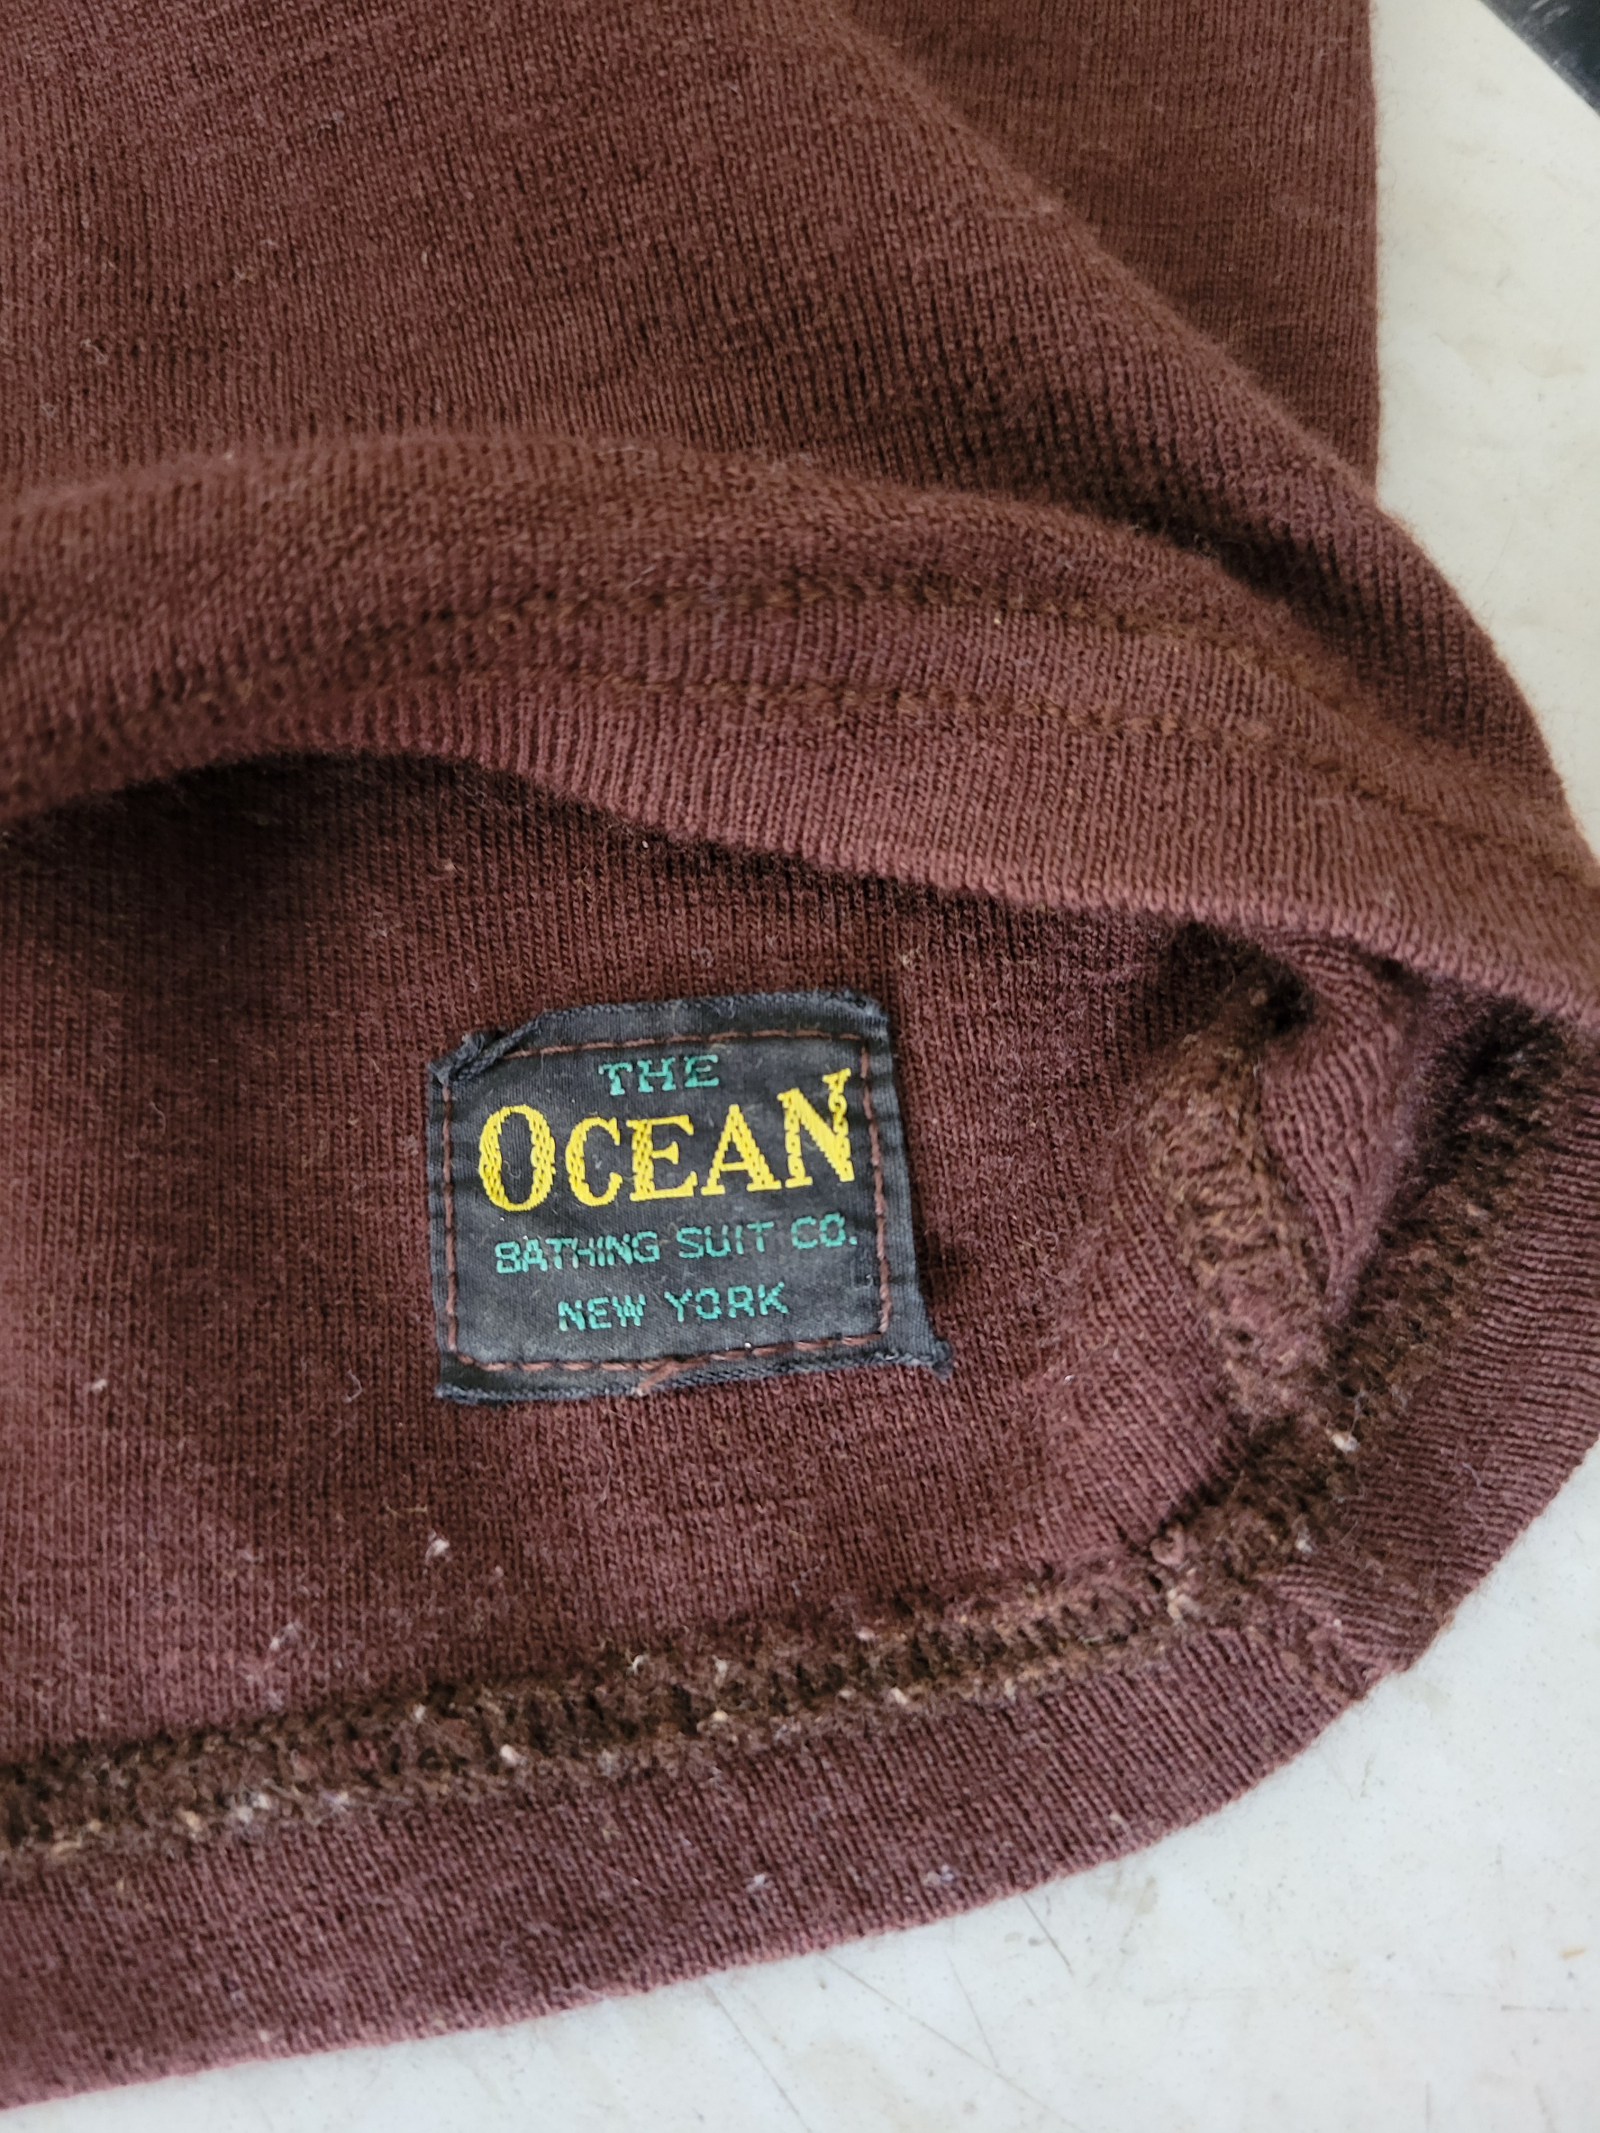 THE
OCEAN
BATHING SUIT CO.
NEW YORK